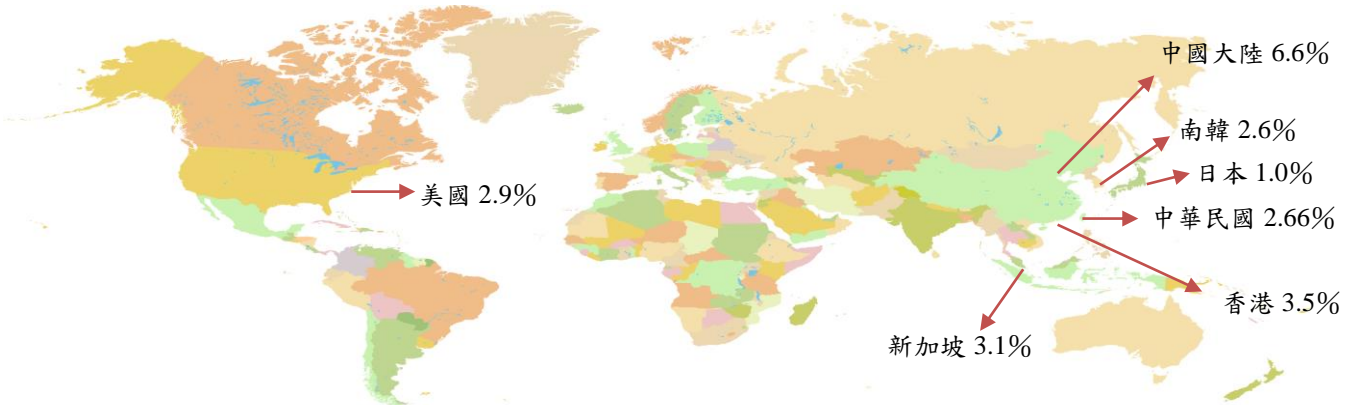 中國大陸 6.6%
南韓 2.6%
日本 1.0%
美國 2.9%
中華民國 2.66%
香港 3.5%
新加坡 3.1%